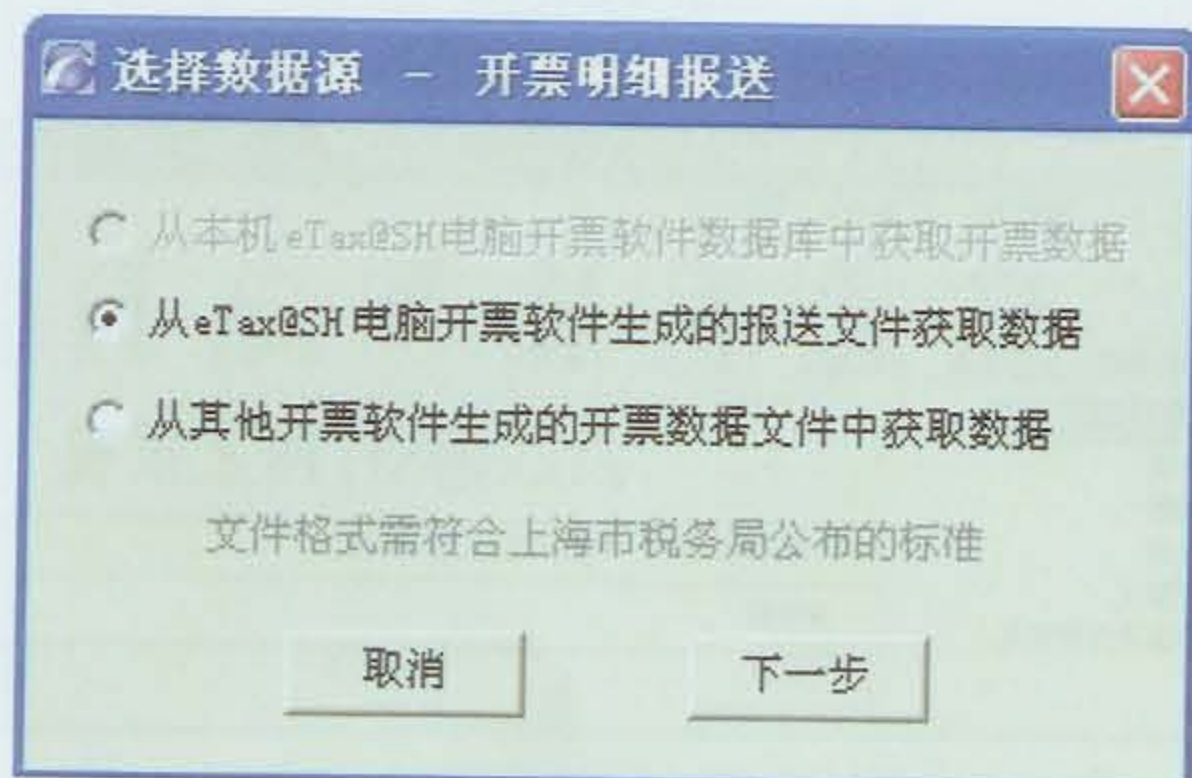 选择数据源 - 开票明细报送
从本机eTax@SH电脑开票软件数据库中获取开票数据
从eTax@SH电脑开票软件生成的报送文件获取数据
从其他开票软件生成的开票数据文件中获取数据
文件格式需符合上海市税务局公布的标准
取消 下一步